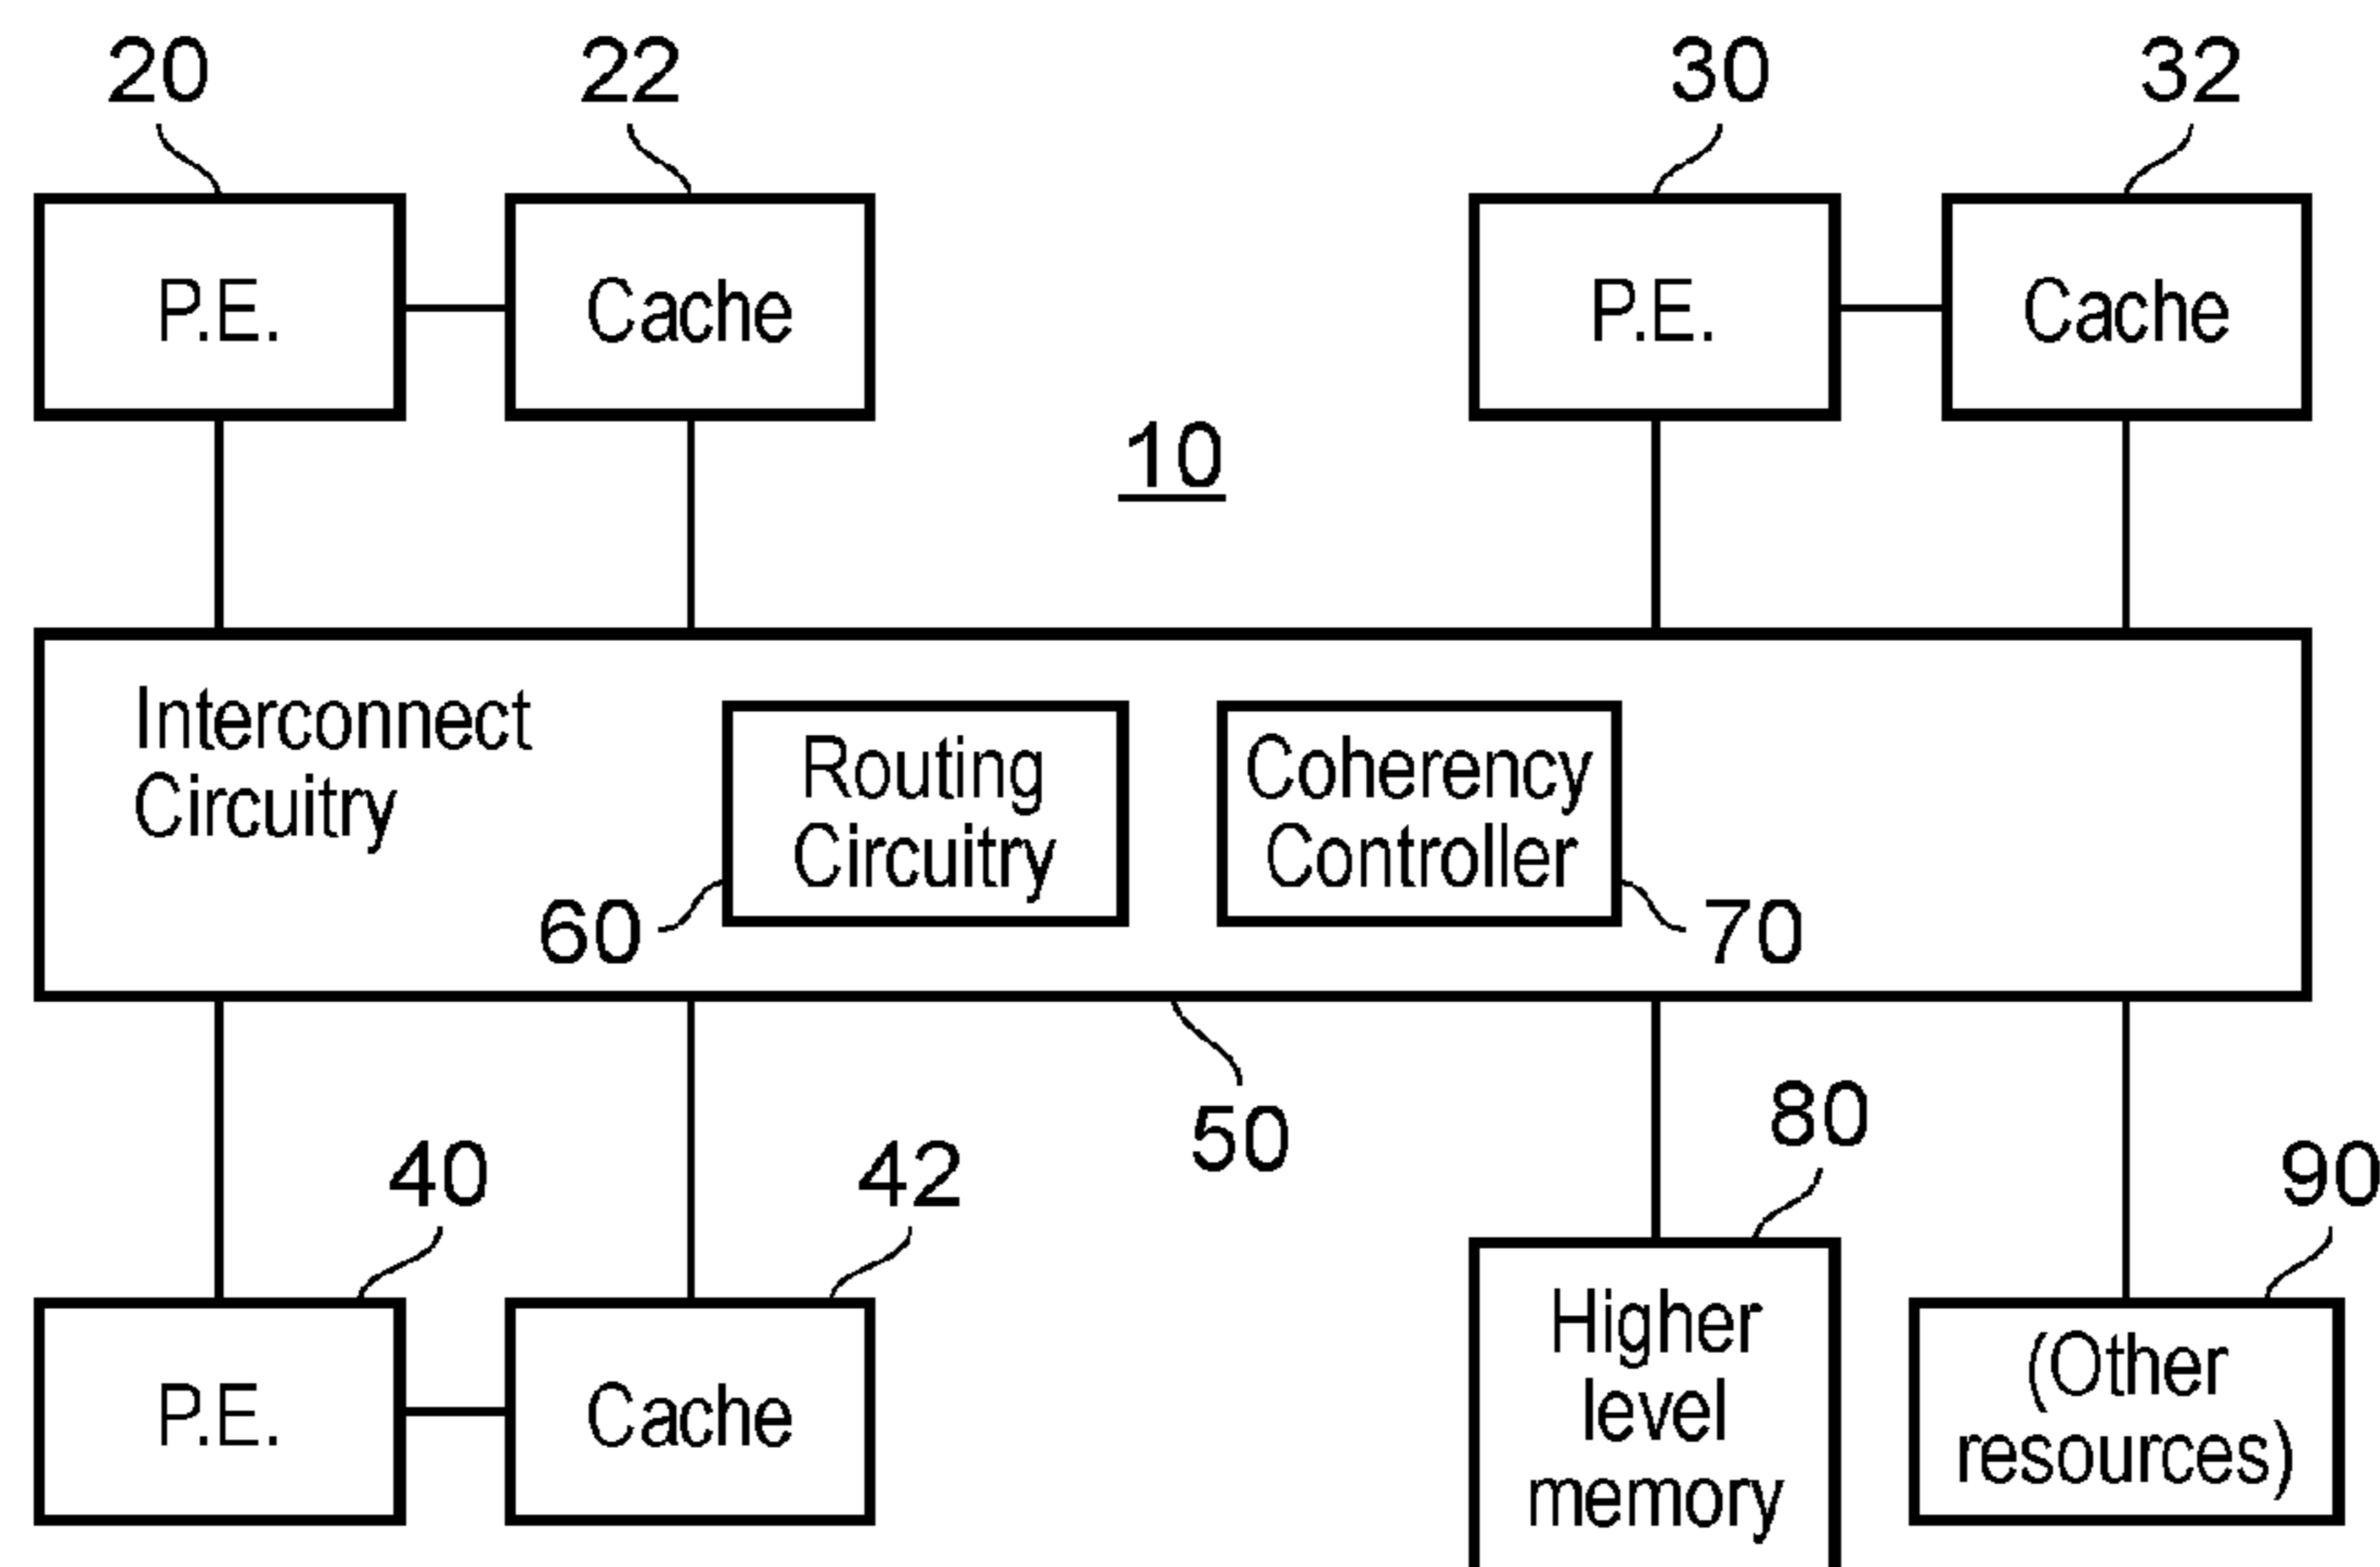 20
22
30
32
P.E.
Cache
P.E.
Cache
10
Interconnect
Circuitry
Routing
Circuitry
Coherency
Controller
60
70
50
80
40
42
90
P.E.
Cache
Higher
level
memory
(Other
resources)